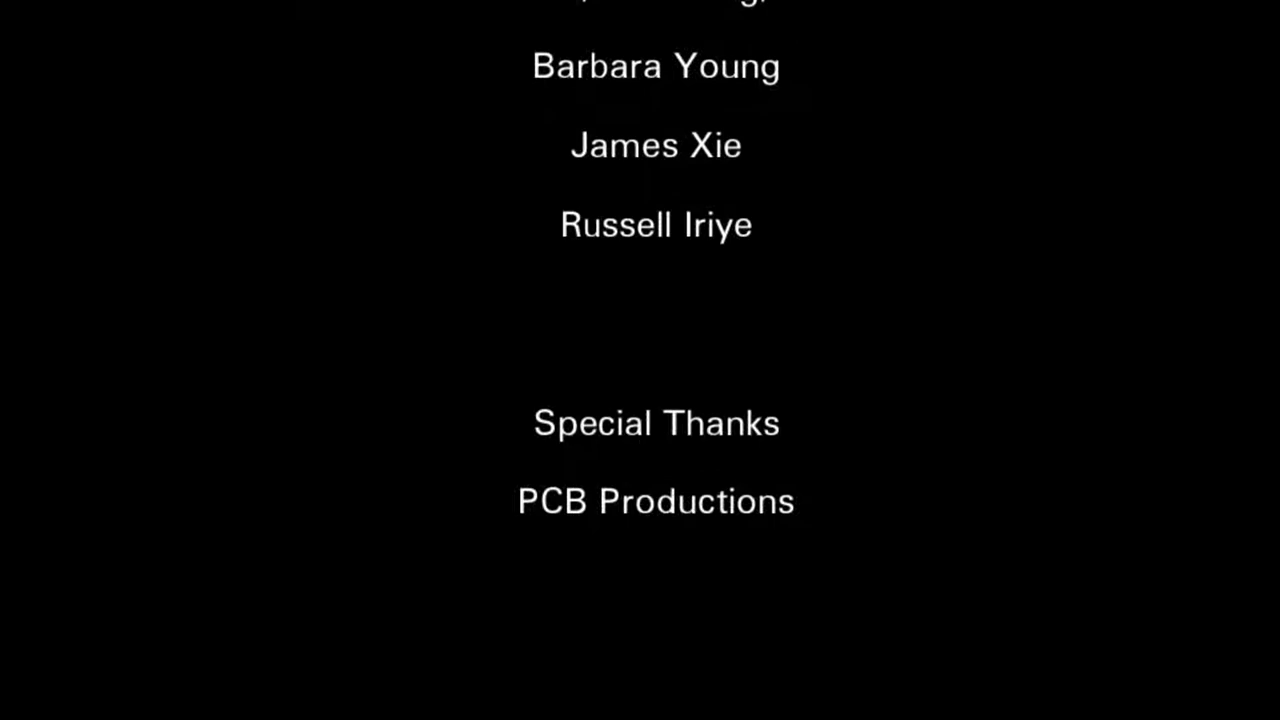 Barbara Young
James Xie
Russell Iriye
Special Thanks
PCB Productions